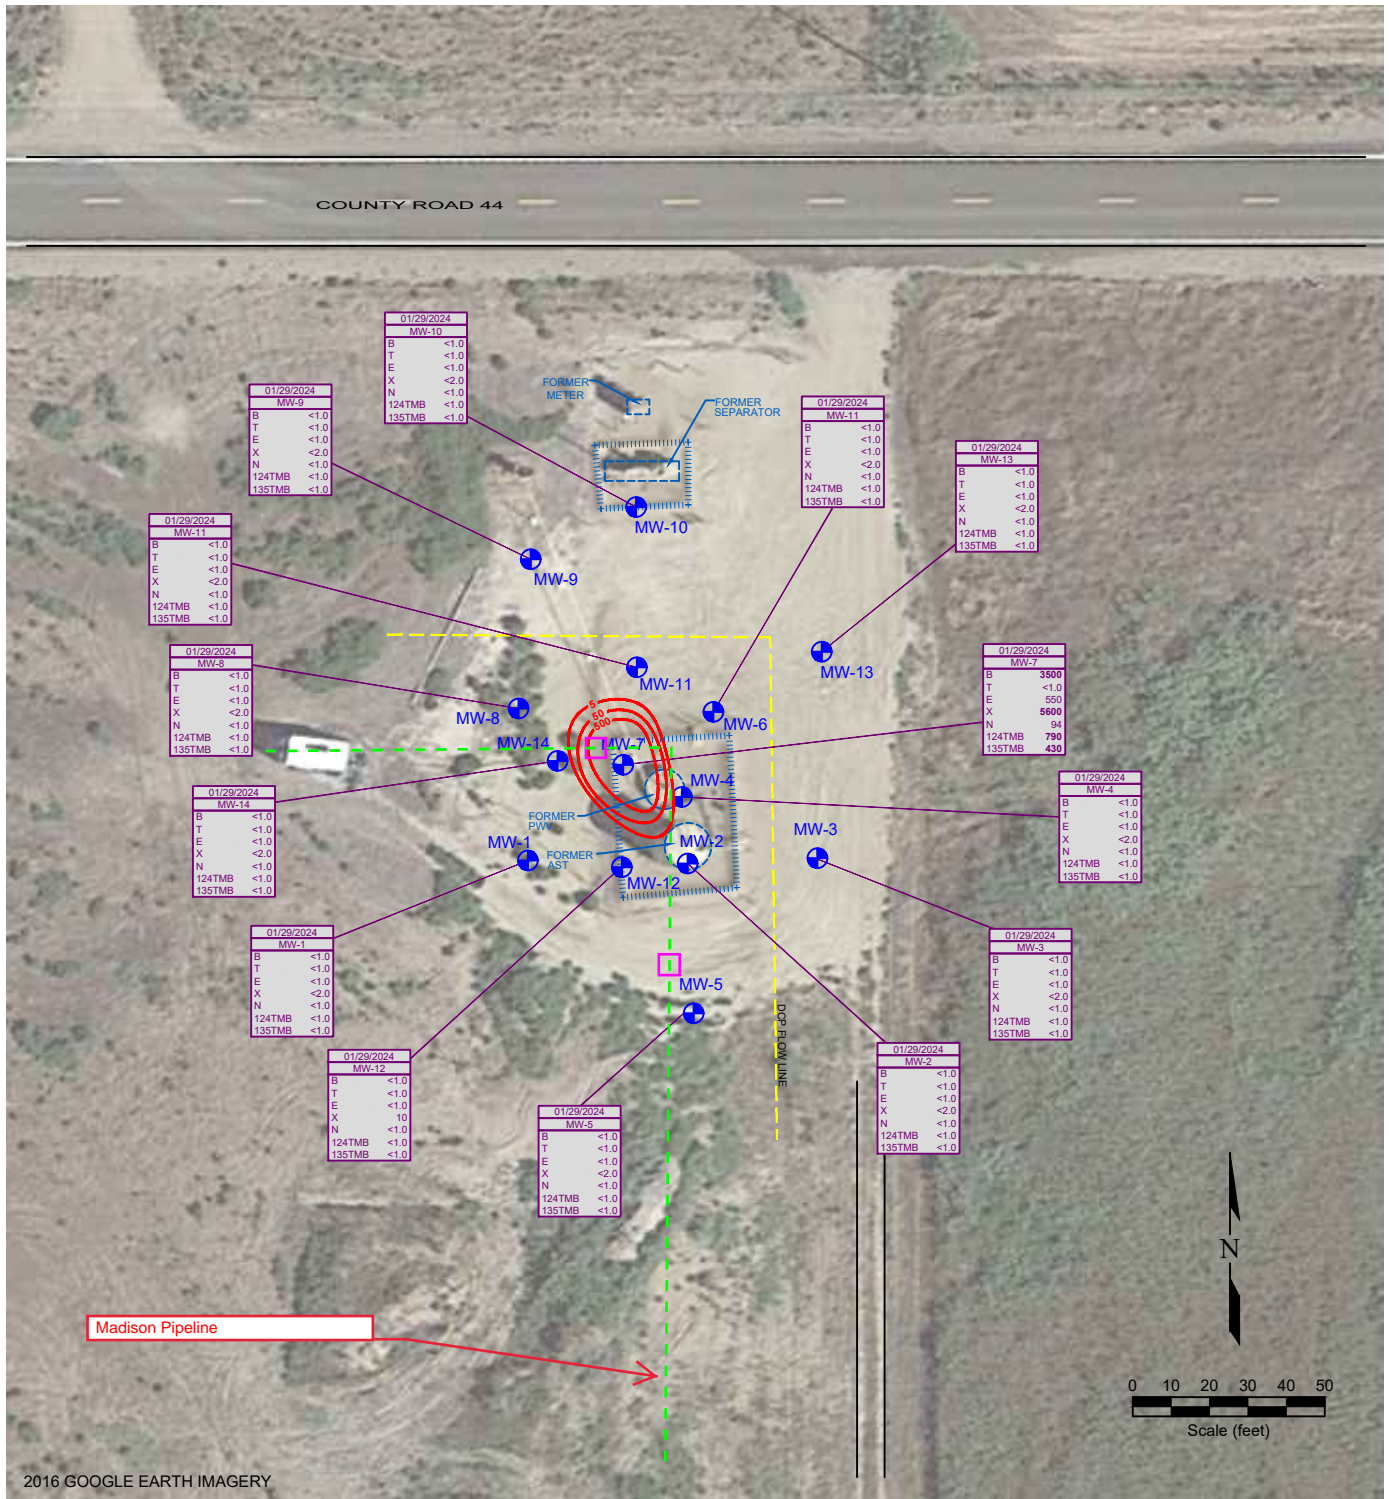 COUNTY ROAD 44
01/29/2024
MW-10
B <1.0
T <1.0
E <1.0
X <2.0
N <1.0
124TMB <1.0
135TMB <1.0
01/29/2024
MW-9
B <1.0
T <1.0
E <1.0
X <2.0
N <1.0
124TMB <1.0
135TMB <1.0
FORMER
METER
FORMER
SEPARATOR
01/29/2024
MW-11
B <1.0
T <1.0
E <1.0
X <2.0
N <1.0
124TMB <1.0
135TMB <1.0
01/29/2024
MW-13
B <1.0
T <1.0
E <1.0
X <2.0
N <1.0
124TMB <1.0
135TMB <1.0
01/29/2024
MW-11
B <1.0
T <1.0
E <1.0
X <2.0
N <1.0
124TMB <1.0
135TMB <1.0
MW-10
MW-9
01/29/2024
MW-8
B <1.0
T <1.0
E <1.0
X <2.0
N <1.0
124TMB <1.0
135TMB <1.0
MW-11
MW-13
01/29/2024
MW-7
B 3500
T <1.0
E 550
X 5600
N 94
124TMB 790
135TMB 430
MW-8
MW-6
5
50
500
MW-14
MW-7
MW-4
01/29/2024
MW-14
B <1.0
T <1.0
E <1.0
X <2.0
N <1.0
124TMB <1.0
135TMB <1.0
01/29/2024
MW-4
B <1.0
T <1.0
E <1.0
X <2.0
N <1.0
124TMB <1.0
135TMB <1.0
FORMER
PWV
MW-1
FORMER
AST
MW-2
MW-3
MW-12
01/29/2024
MW-1
B <1.0
T <1.0
E <1.0
X <2.0
N <1.0
124TMB <1.0
135TMB <1.0
01/29/2024
MW-3
B <1.0
T <1.0
E <1.0
X <2.0
N <1.0
124TMB <1.0
135TMB <1.0
MW-5
DCP FLOW LINE
01/29/2024
MW-12
B <1.0
T <1.0
E <1.0
X 10
N <1.0
124TMB <1.0
135TMB <1.0
01/29/2024
MW-2
B <1.0
T <1.0
E <1.0
X <2.0
N <1.0
124TMB <1.0
135TMB <1.0
01/29/2024
MW-5
B <1.0
T <1.0
E <1.0
X <2.0
N <1.0
124TMB <1.0
135TMB <1.0
N
Madison Pipeline
0 10 20 30 40 50
Scale (feet)
2016 GOOGLE EARTH IMAGERY